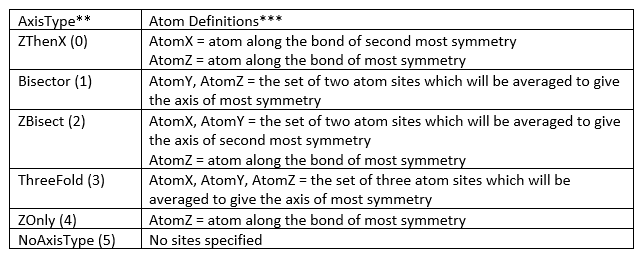 AxisType** Atom Definitions***
ZThenX (0) AtomX = atom along the bond of second most symmetry
AtomZ = atom along the bond of most symmetry
Bisector (1) AtomY, AtomZ = the set of two atom sites which will be averaged to give
the axis of most symmetry
ZBisect (2) AtomX, AtomY = the set of two atom sites which will be averaged to give
the axis of second most symmetry
AtomZ = atom along the bond of most symmetry
ThreeFold (3) AtomX, AtomY, AtomZ = the set of three atom sites which will be
averaged to give the axis of most symmetry
ZOnly (4) AtomZ = atom along the bond of most symmetry
NoAxisType (5) No sites specified